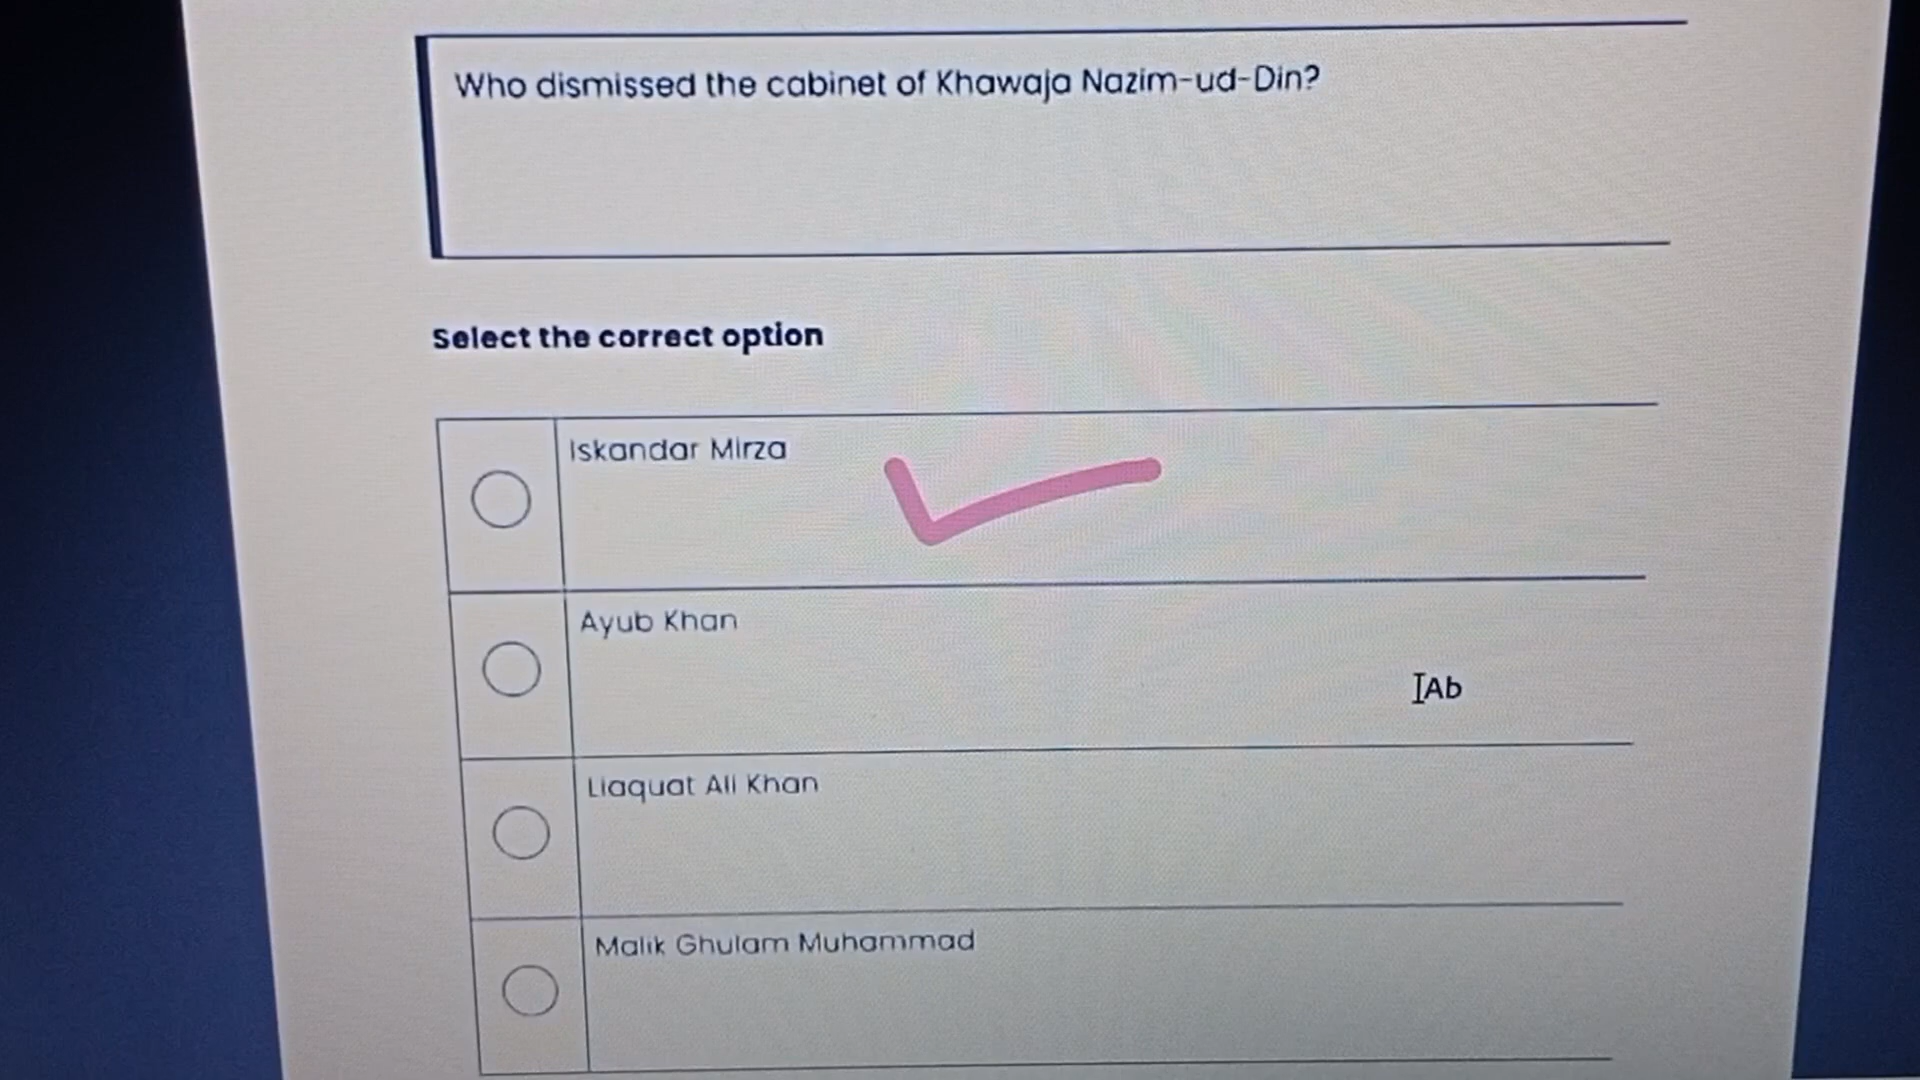 Who dismissed the cabinet of Khawaja Nazim-ud-Din?
Select the correct option
Iskandar Mirza
Ayub Khan
Liaquat Ali Khan
Malik Ghulam Muhammad
Ab